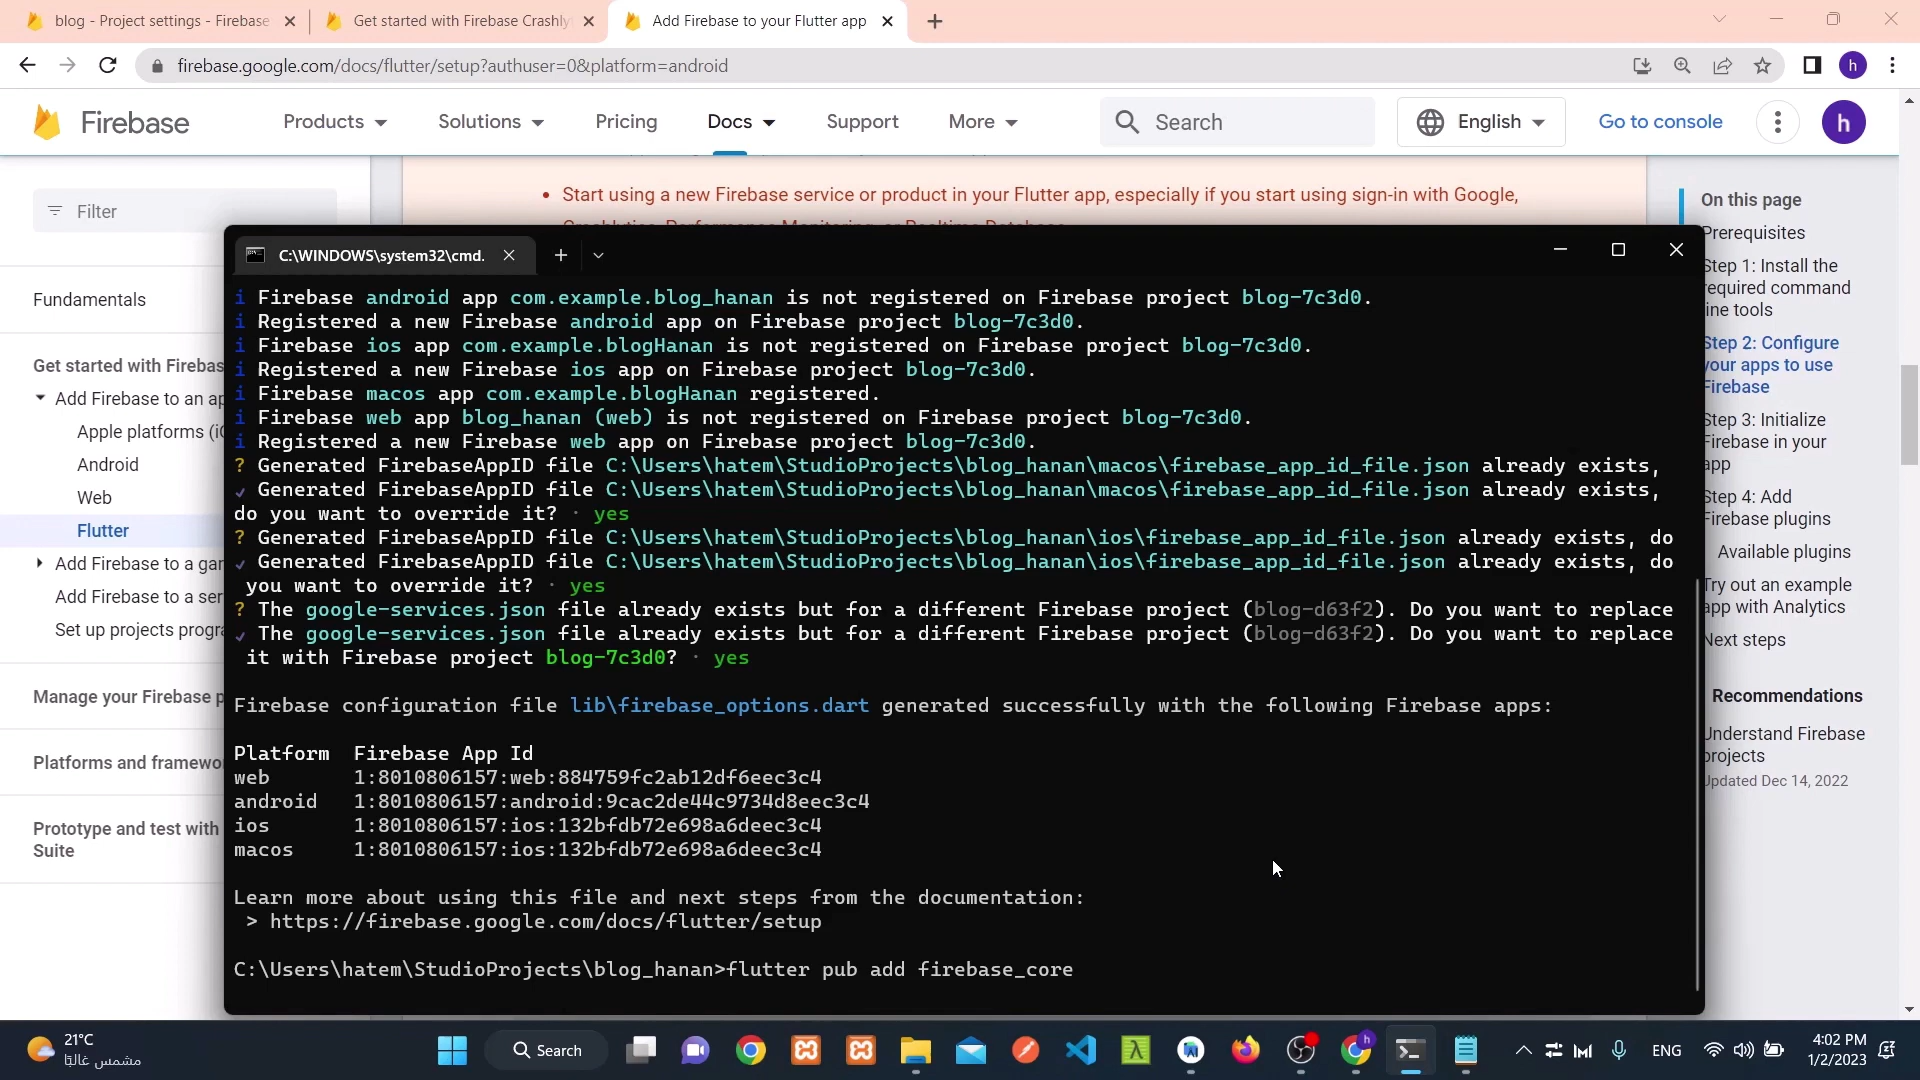 blog - Project settings - Firebase
Get started with Firebase Crashly
Add Firebase to your Flutter app
firebase.google.com/docs/flutter/setup?authuser=0&platform=android
h
Firebase
Products
Solutions
Pricing
Docs
Support
More
Search
English
Go to console
h
Filter
Fundamentals
Get started with Firebas
Add Firebase to an ap
Apple platforms (i
Android
Web
Flutter
Add Firebase to a gar
Add Firebase to a ser
Set up projects progra
Manage your Firebase p
Platforms and framewo
Prototype and test with
Suite
• Start using a new Firebase service or product in your Flutter app, especially if you start using sign-in with Google,
C:\WINDOWS\system32\cmd.
i Firebase android app com.example.blog_hanan is not registered on Firebase project blog-7c3d0.
i Registered a new Firebase android app on Firebase project blog-7c3d0.
i Firebase ios app com.example.blogHanan is not registered on Firebase project blog-7c3d0.
i Registered a new Firebase ios app on Firebase project blog-7c3d0.
i Firebase macos app com.example.blogHanan registered.
i Firebase web app blog_hanan (web) is not registered on Firebase project blog-7c3d0.
i Registered a new Firebase web app on Firebase project blog-7c3d0.
? Generated FirebaseAppID file C:\Users\hatem\StudioProjects\blog_hanan\macos\firebase_app_id_file.json already exists,
✓ Generated FirebaseAppID file C:\Users\hatem\StudioProjects\blog_hanan\macos\firebase_app_id_file.json already exists,
do you want to override it? · yes
? Generated FirebaseAppID file C:\Users\hatem\StudioProjects\blog_hanan\ios\firebase_app_id_file.json already exists, do
✓ Generated FirebaseAppID file C:\Users\hatem\StudioProjects\blog_hanan\ios\firebase_app_id_file.json already exists, do
you want to override it? · yes
? The google-services.json file already exists but for a different Firebase project (blog-d63f2). Do you want to replace
✓ The google-services.json file already exists but for a different Firebase project (blog-d63f2). Do you want to replace
it with Firebase project blog-7c3d0? · yes
Firebase configuration file lib\firebase_options.dart generated successfully with the following Firebase apps:
Platform Firebase App Id
web 1:8010806157:web:884759fc2ab12df6eec3c4
android 1:8010806157:android:9cac2de44c9734d8eec3c4
ios 1:8010806157:ios:132bfdb72e698a6deec3c4
macos 1:8010806157:ios:132bfdb72e698a6deec3c4
Learn more about using this file and next steps from the documentation:
> https://firebase.google.com/docs/flutter/setup
C:\Users\hatem\StudioProjects\blog_hanan>flutter pub add firebase_core
On this page
Prerequisites
Step 1: Install the
required command
line tools
Step 2: Configure
your apps to use
Firebase
Step 3: Initialize
Firebase in your
app
Step 4: Add
Firebase plugins
Available plugins
Try out an example
app with Analytics
Next steps
Recommendations
Understand Firebase
projects
Updated Dec 14, 2022
21°C
مشمس غالبًا
Search
h
ENG
4:02 PM
1/2/2023